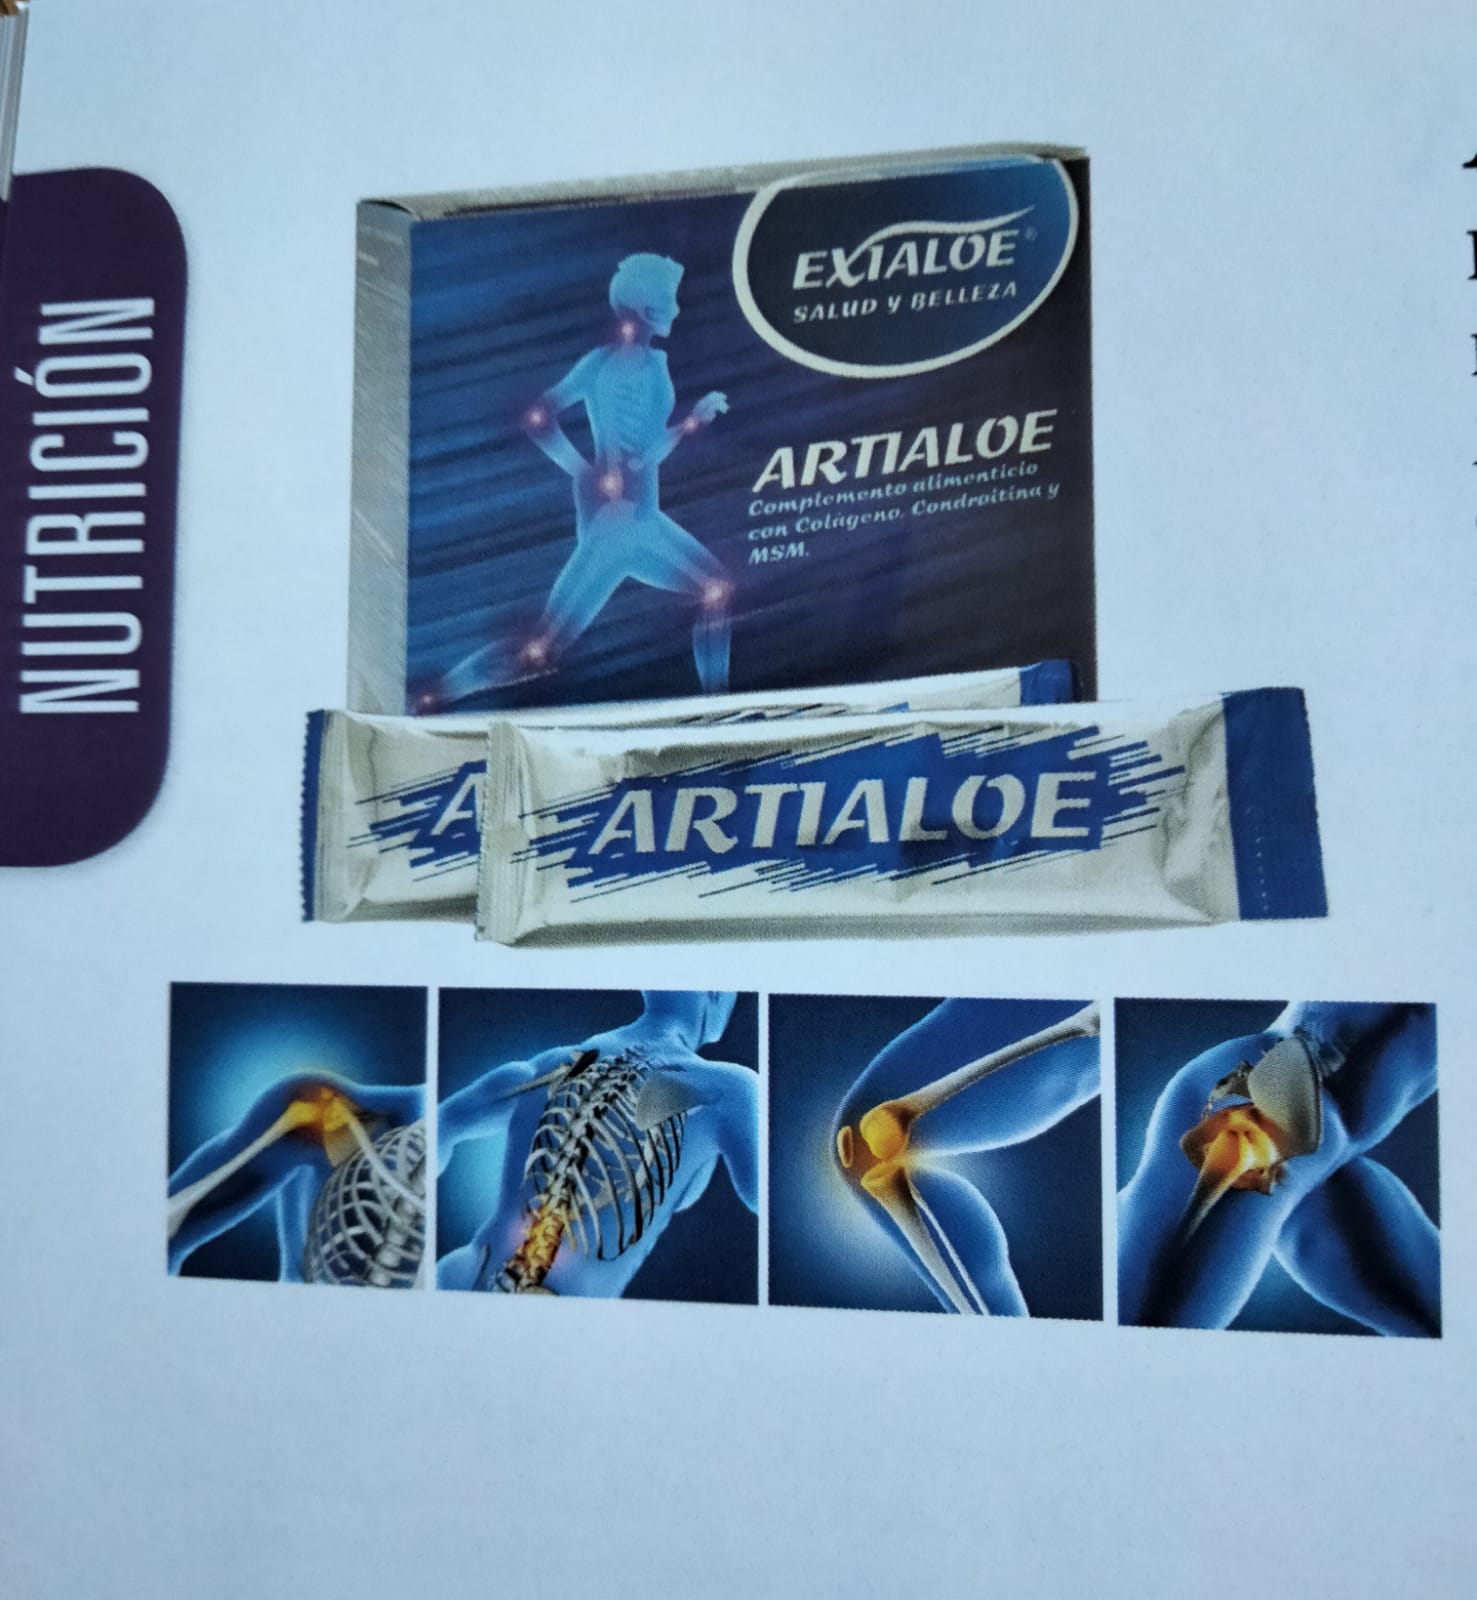 NUTRICIÓN
EXIALOE®
SALUD Y BELLEZA
ARTIALOE
Complemento alimenticio
con Colágeno, Condroitina y
MSM.
A
ARTIALOE